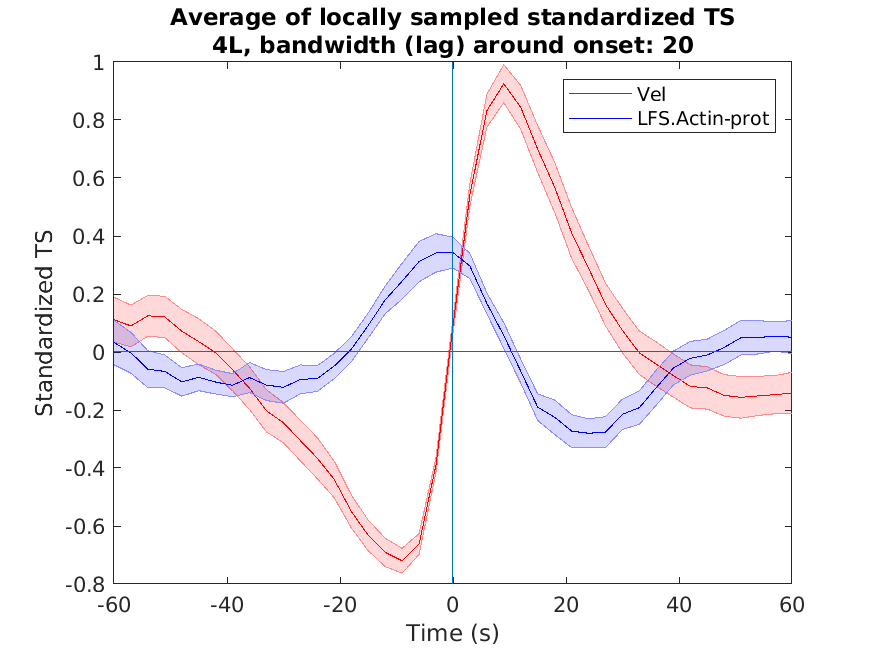 Average of locally sampled standardized TS
4L, bandwidth (lag) around onset: 20
Vel
LFS.Actin-prot
Standardized TS
1
0.8
0.6
0.4
0.2
0
-0.2
-0.4
-0.6
-0.8
-60
-40
-20
0
20
40
60
Time (s)